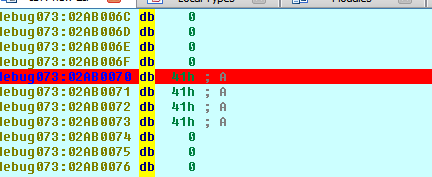 Local Types
Modules
debug073:02AB006C db 0
debug073:02AB006D db 0
debug073:02AB006E db 0
debug073:02AB006F db 0
debug073:02AB0070 db 41h ; A
debug073:02AB0071 db 41h ; A
debug073:02AB0072 db 41h ; A
debug073:02AB0073 db 41h ; A
debug073:02AB0074 db 0
debug073:02AB0075 db 0
debug073:02AB0076 db 0